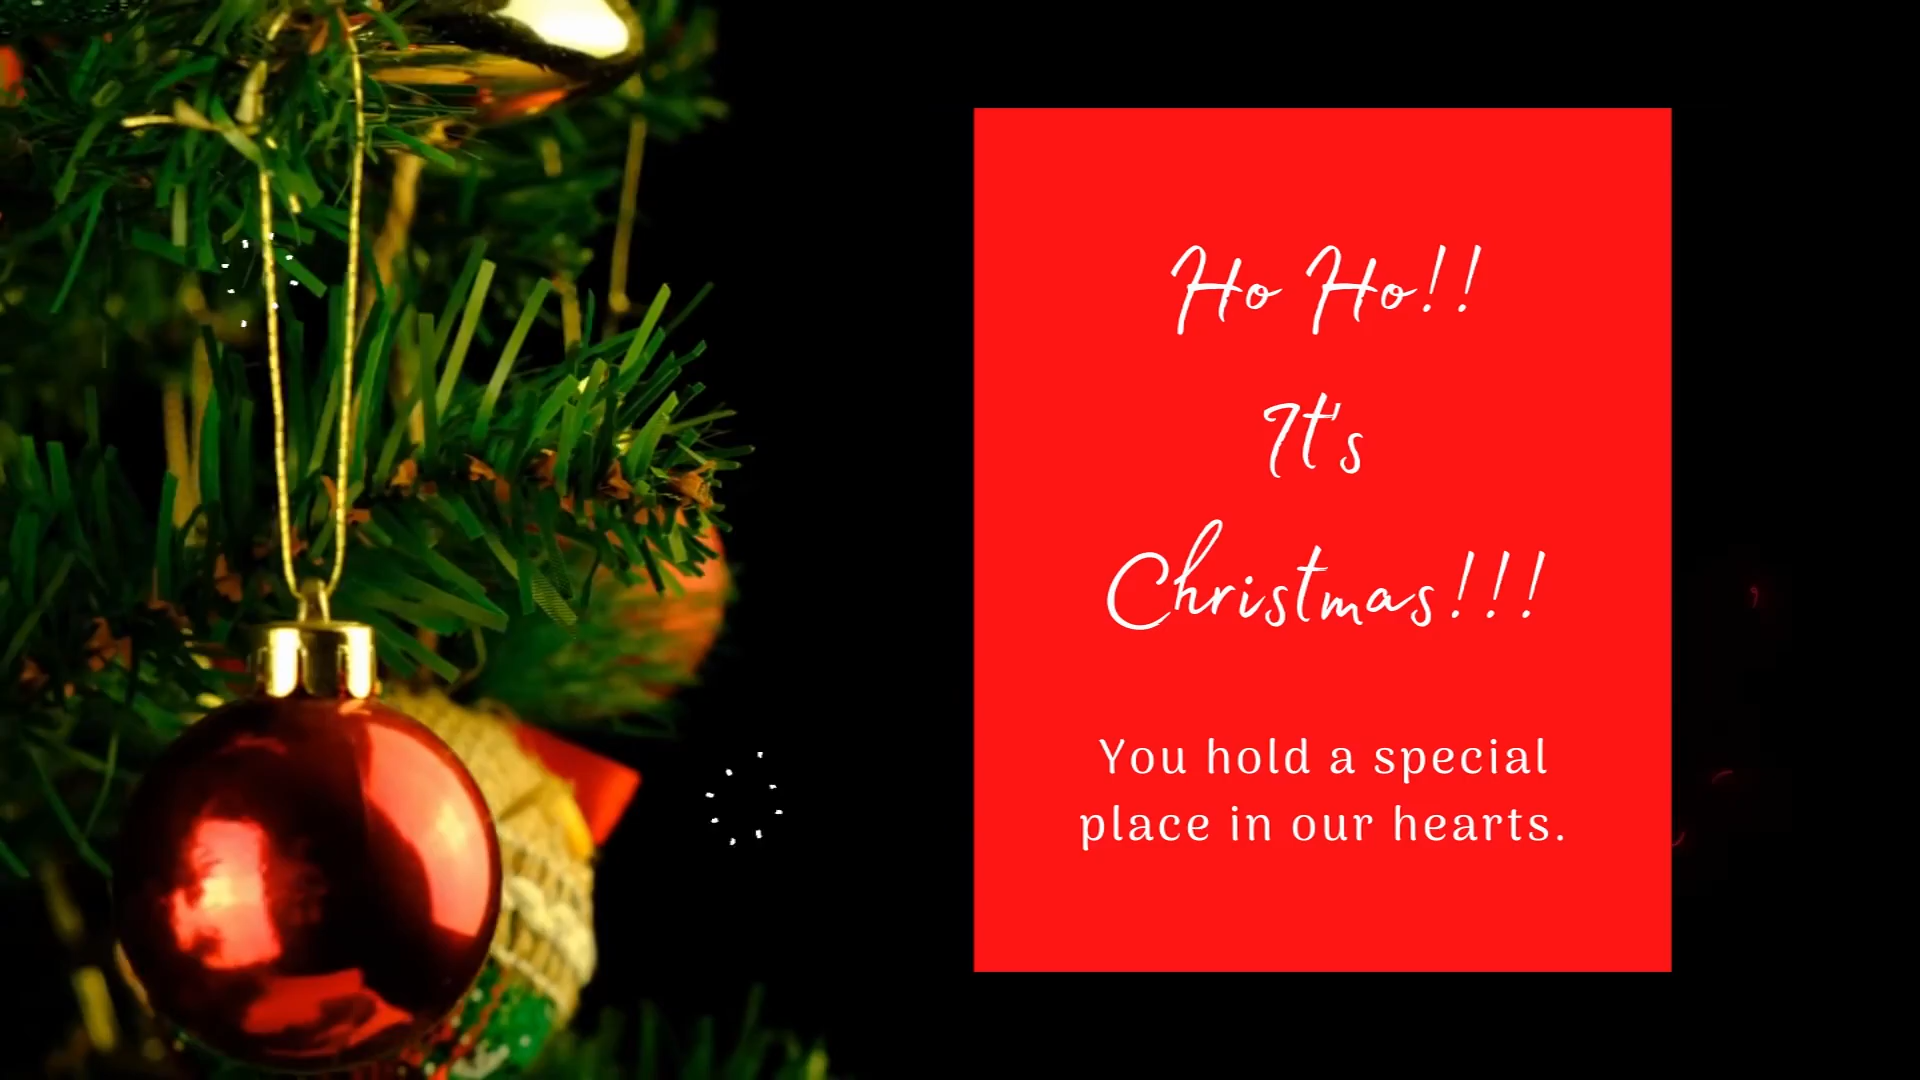 Ho Ho!!
It's
Christmas!!!
You hold a special
place in our hearts.